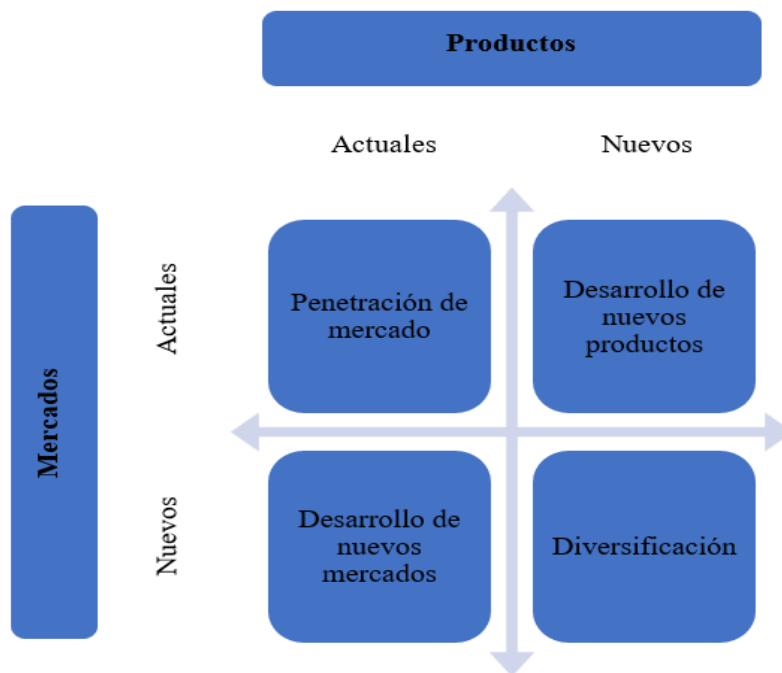 Productos
Actuales
Nuevos
Mercados
Actuales
Penetración de
mercado
Desarrollo de
nuevos
productos
Nuevos
Desarrollo de
nuevos
mercados
Diversificación